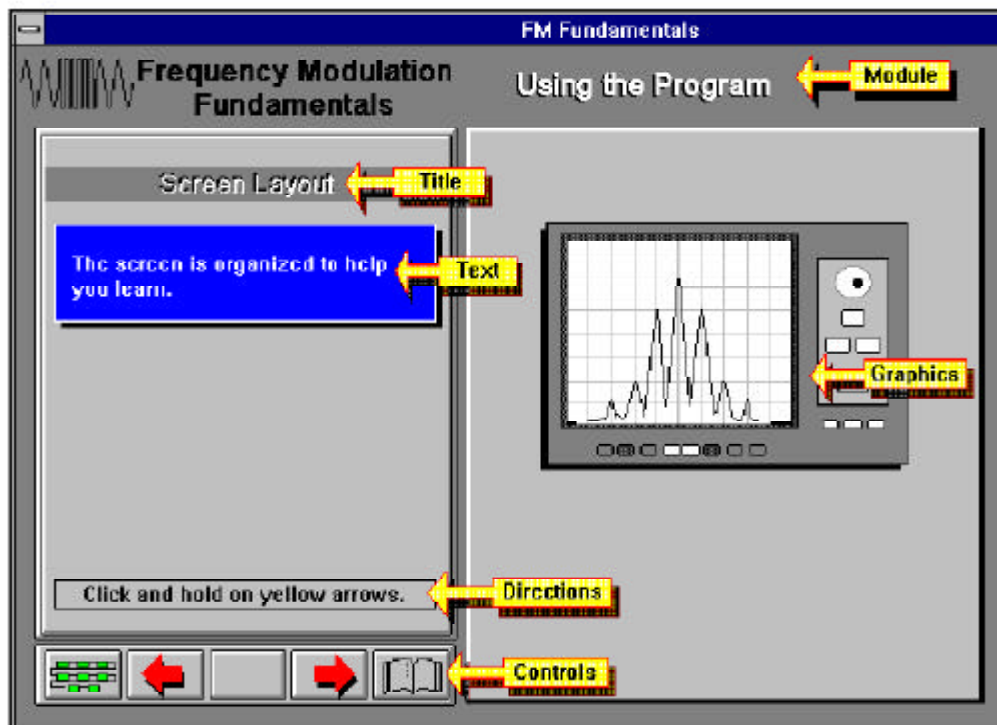 FM Fundamentals
Frequency Modulation
Fundamentals
Using the Program
Module
Screen Layout
Title
The screen is organized to help
you learn.
Text
Graphics
Click and hold on yellow arrows.
Directions
Controls